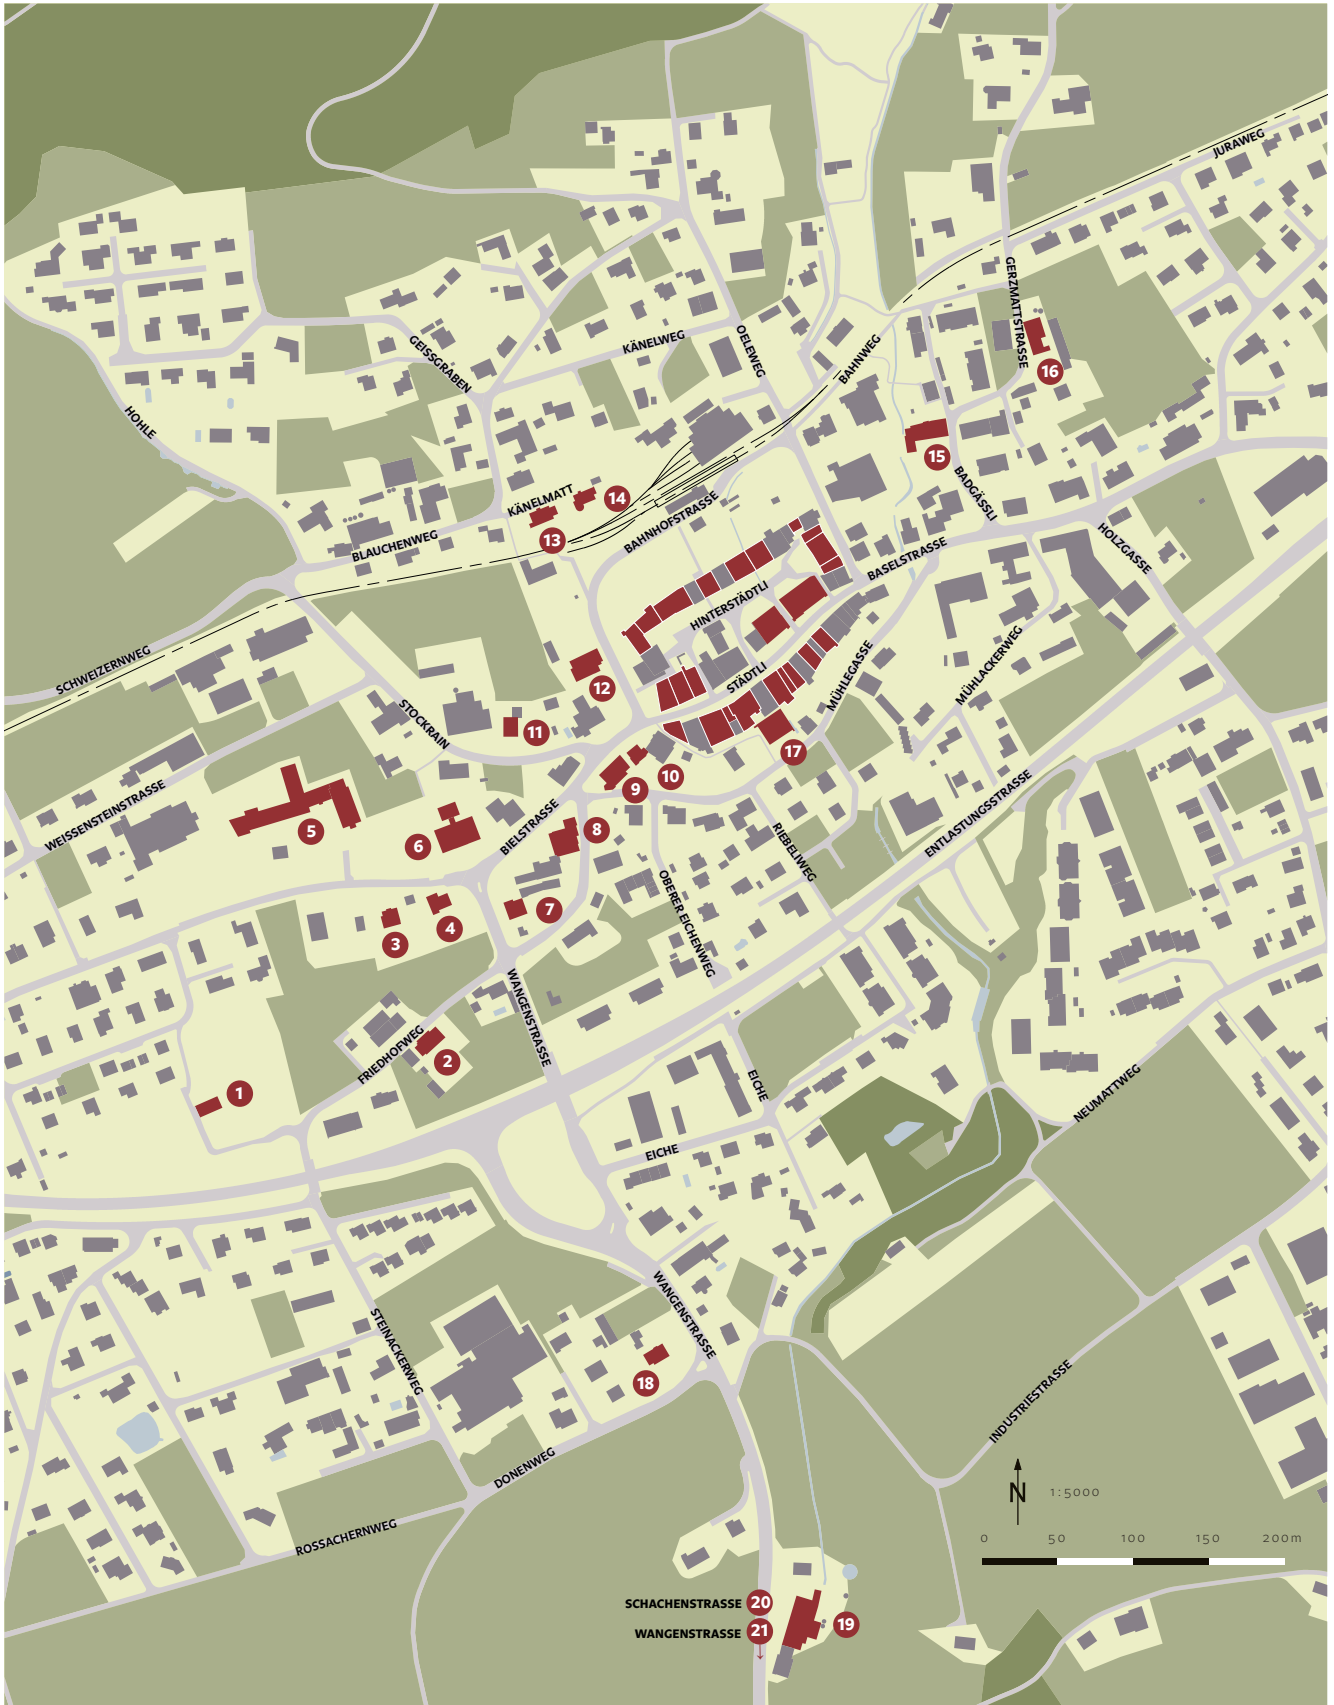 JURAWEG
GERZMATTSTRASSE
16
KÄNELWEG
OELEWEG
BAHNWEG
GEISSGRABEN
HOHLE
15
BADGÄSSLI
KÄNELMATT
14
13
BAHNHOFSTRASSE
BLAUCHENWEG
BASELSTRASSE
HOLZGASSE
HINTERSTÄDTLI
STÄDTLI
MÜHLEGASSE
MÜHLACKERWEG
SCHWEIZERNWEG
12
STOCKRAIN
11
17
10
9
WEISSENSTEINSTRASSE
5
6
BIELSTRASSE
8
RIEBELIWEG
ENTLASTUNGSSTRASSE
7
OBERER EICHENWEG
3
4
WANGENSTRASSE
FRIEDHOFWEG
2
1
EICHE
NEUMATTWEG
EICHE
WANGENSTRASSE
STEINACKERWEG
18
INDUSTRIESTRASSE
DONENWEG
ROSSACHERNWEG
N 1:5000
0 50 100 150 200m
SCHACHENSTRASSE 20
WANGENSTRASSE 21
19